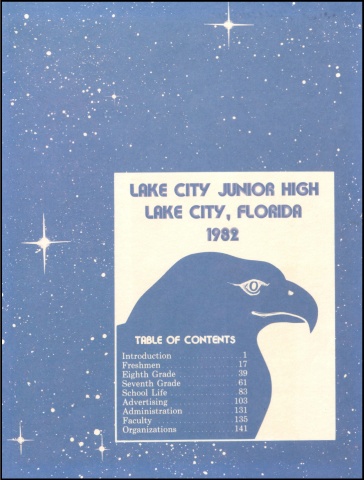 LAKE CITY JUNIOR HIGH
LAKE CITY, FLORIDA
1982
TABLE OF CONTENTS
Introduction 1
Freshmen 17
Eighth Grade 39
Seventh Grade 61
School Life 83
Advertising 103
Administration 131
Faculty 135
Organizations 141